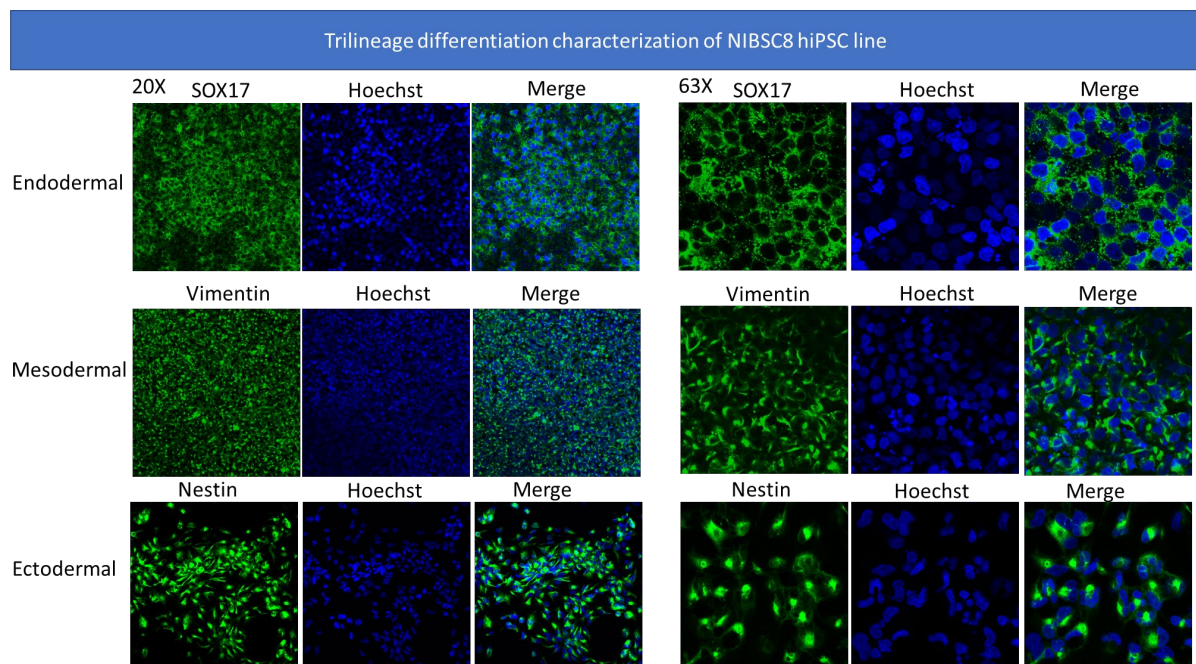 Trilineage differentiation characterization of NIBSC8 hiPSC line
20X SOX17 Hoechst Merge 63X SOX17 Hoechst Merge
Endodermal
Vimentin Hoechst Merge Vimentin Hoechst Merge
Mesodermal
Nestin Hoechst Merge Nestin Hoechst Merge
Ectodermal